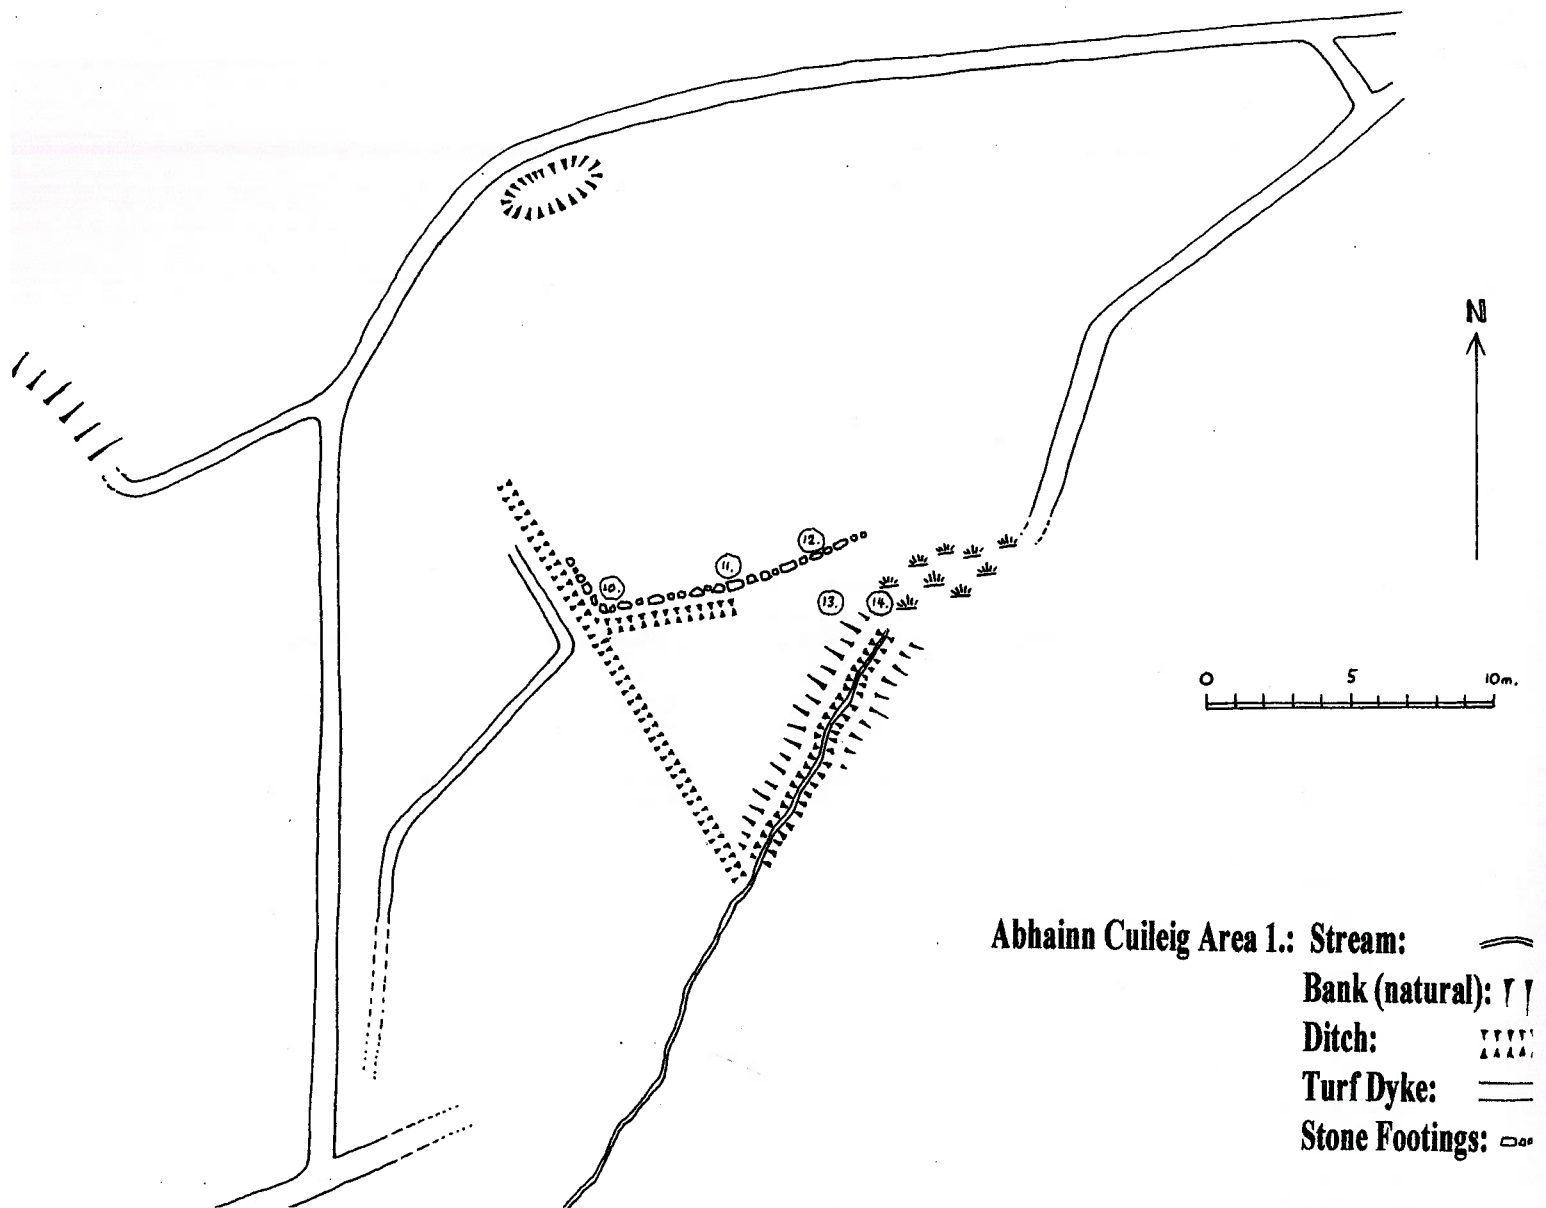 N
12.
11.
10.
13.
14.
0 5 10m.
Abhainn Cuileig Area 1.: Stream:
Bank (natural):
Ditch:
Turf Dyke:
Stone Footings: